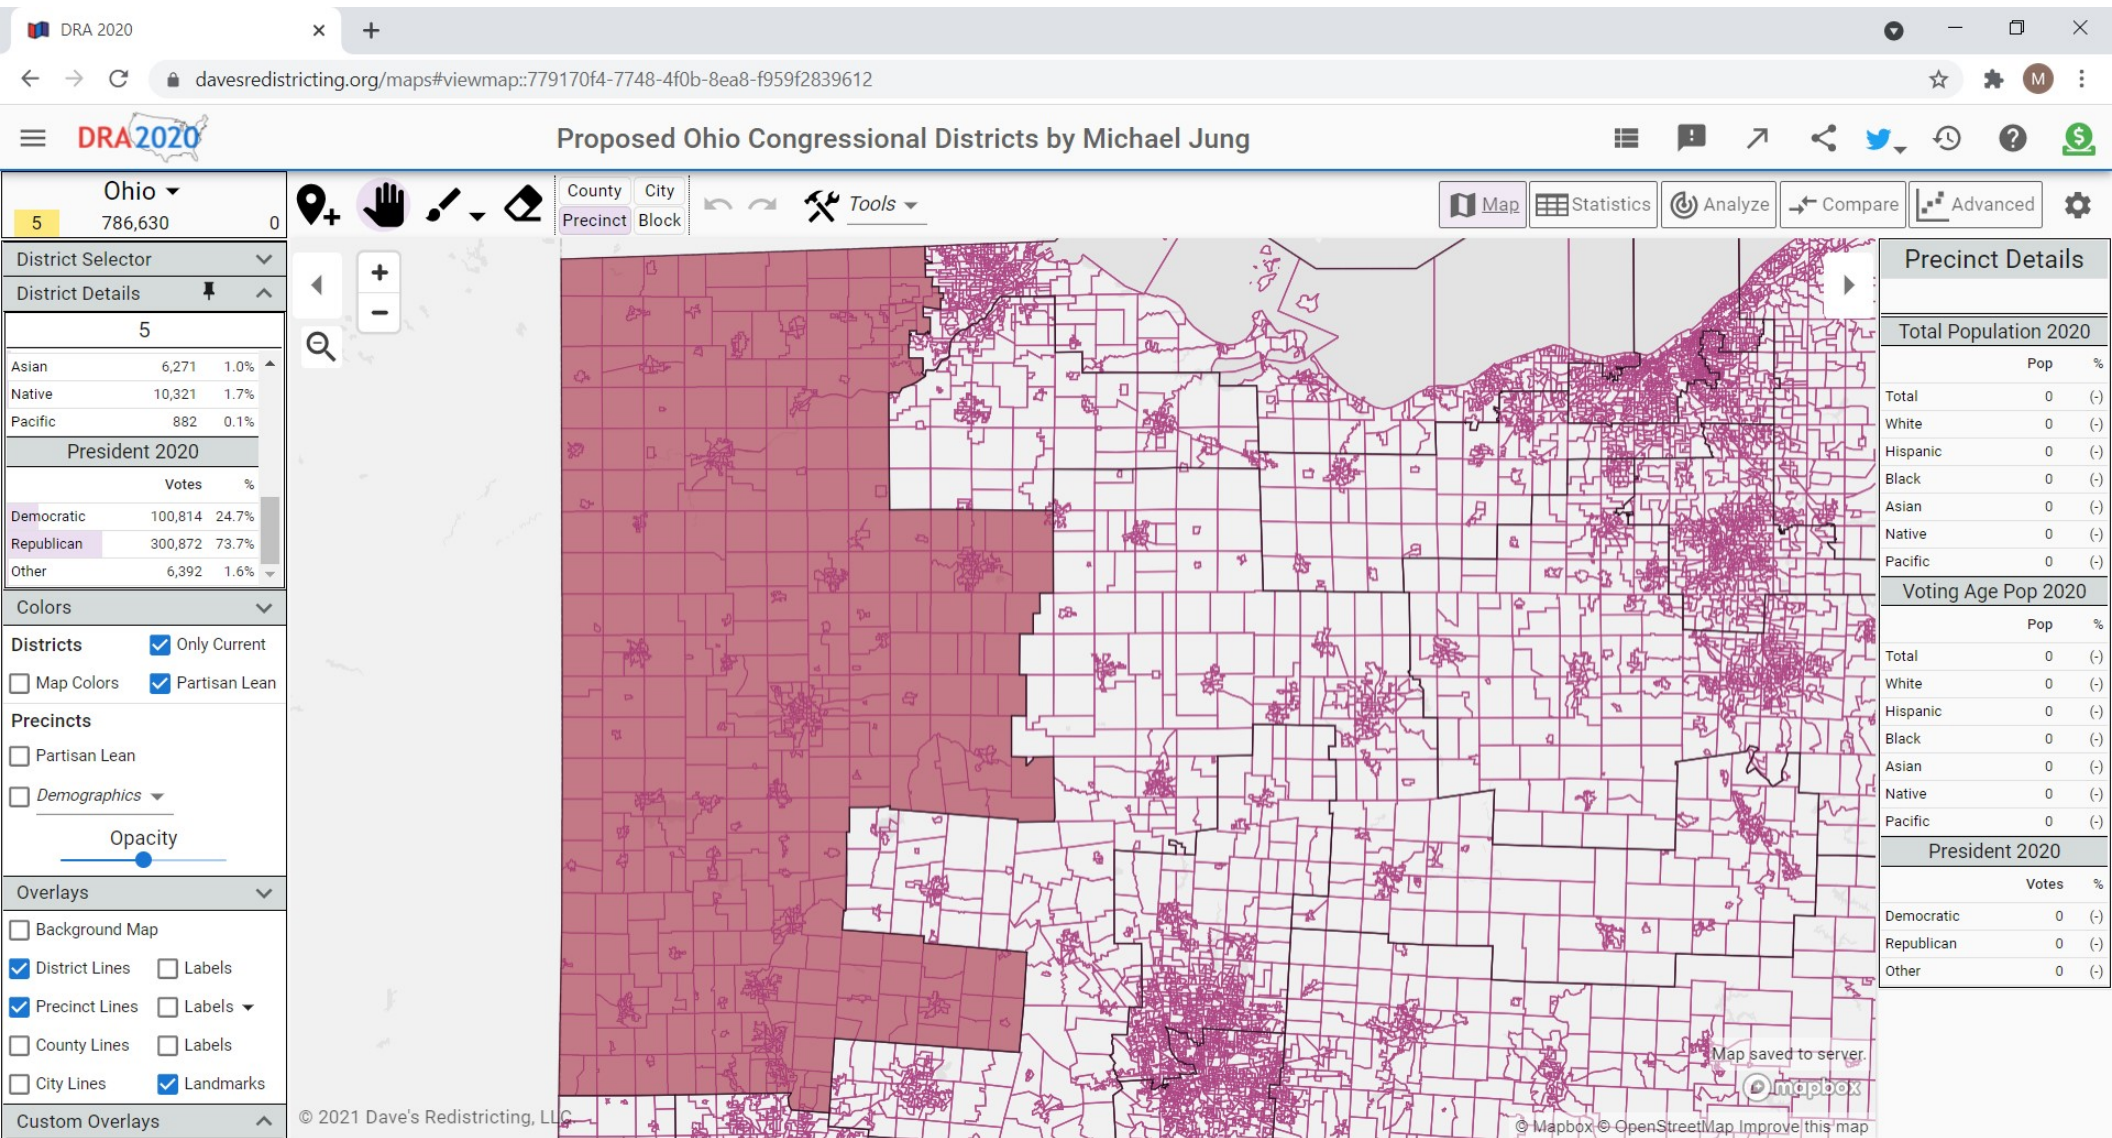 DRA 2020
davesredistricting.org/maps#viewmap::779170f4-7748-4f0b-8ea8-f959f2839612
M
DRA2020
Proposed Ohio Congressional Districts by Michael Jung
Ohio
5 786,630 0
County City
Precinct Block
Tools
Map Statistics Analyze Compare Advanced
District Selector
District Details
5
Asian 6,271 1.0%
Native 10,321 1.7%
Pacific 882 0.1%
President 2020
Votes %
Democratic 100,814 24.7%
Republican 300,872 73.7%
Other 6,392 1.6%
Colors
Districts Only Current
Map Colors Partisan Lean
Precincts
Partisan Lean
Demographics
Opacity
Overlays
Background Map
District Lines Labels
Precinct Lines Labels
County Lines Labels
City Lines Landmarks
Custom Overlays
© 2021 Dave's Redistricting, LLC
Map saved to server.
mapbox
© Mapbox © OpenStreetMap Improve this map
Precinct Details
Total Population 2020
Pop %
Total 0 (-)
White 0 (-)
Hispanic 0 (-)
Black 0 (-)
Asian 0 (-)
Native 0 (-)
Pacific 0 (-)
Voting Age Pop 2020
Pop %
Total 0 (-)
White 0 (-)
Hispanic 0 (-)
Black 0 (-)
Asian 0 (-)
Native 0 (-)
Pacific 0 (-)
President 2020
Votes %
Democratic 0 (-)
Republican 0 (-)
Other 0 (-)